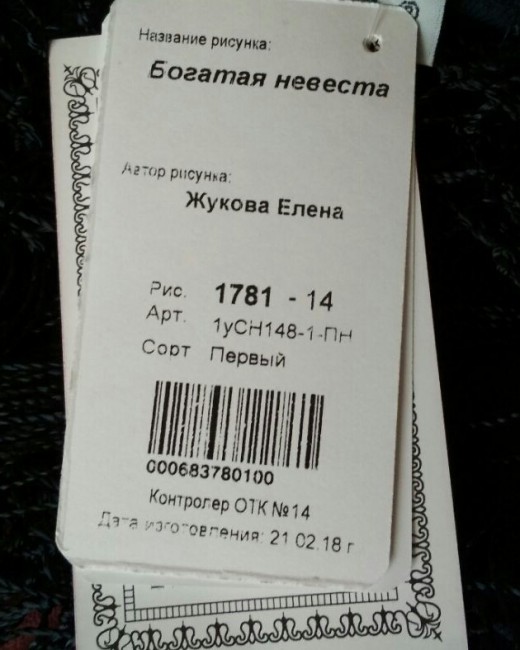 Название рисунка:
Богатая невеста
Автор рисунка:
Жукова Елена
Рис. 1781 - 14
Арт. 1уСН148-1-ПН
Сорт Первый
000683780100
Контролер ОТК №14
Дата изготовления: 21 02.18 г